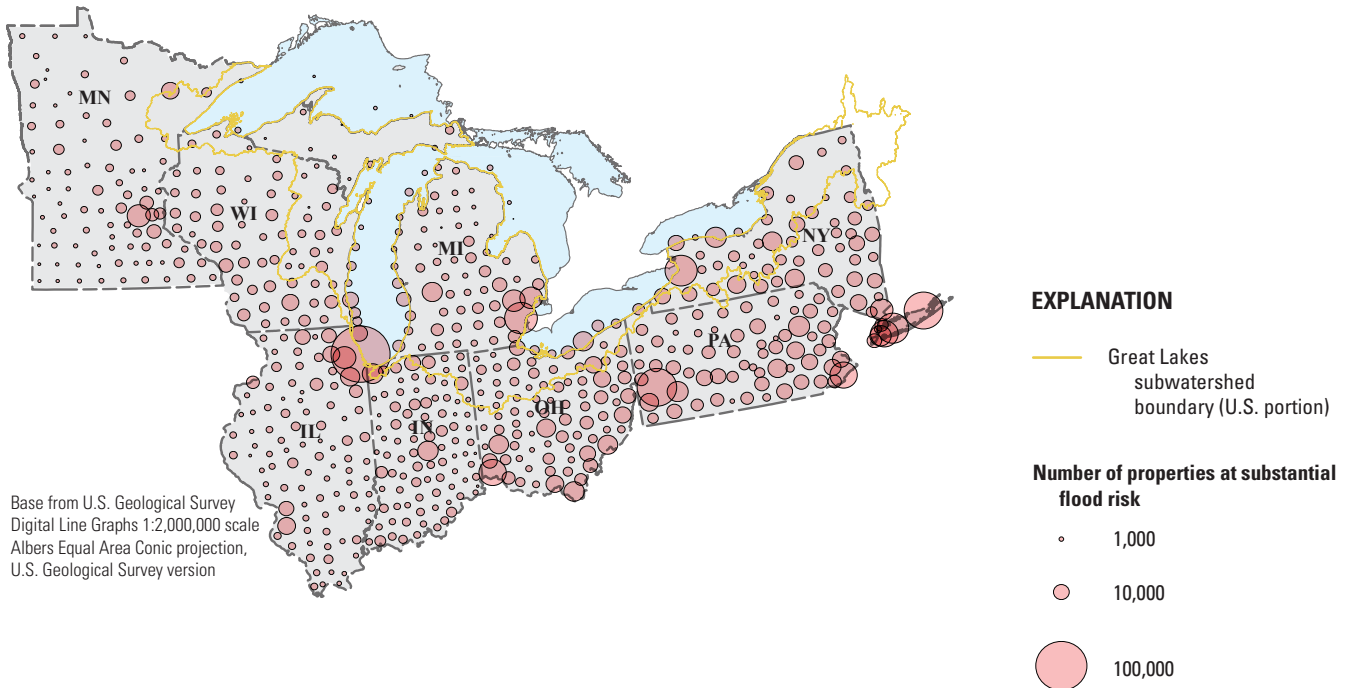 MN
WI
MI
NY
PA
OH
IN
IL
Base from U.S. Geological Survey
Digital Line Graphs 1:2,000,000 scale
Albers Equal Area Conic projection,
U.S. Geological Survey version
EXPLANATION
Great Lakes
subwatershed
boundary (U.S. portion)
Number of properties at substantial
flood risk
1,000
10,000
100,000